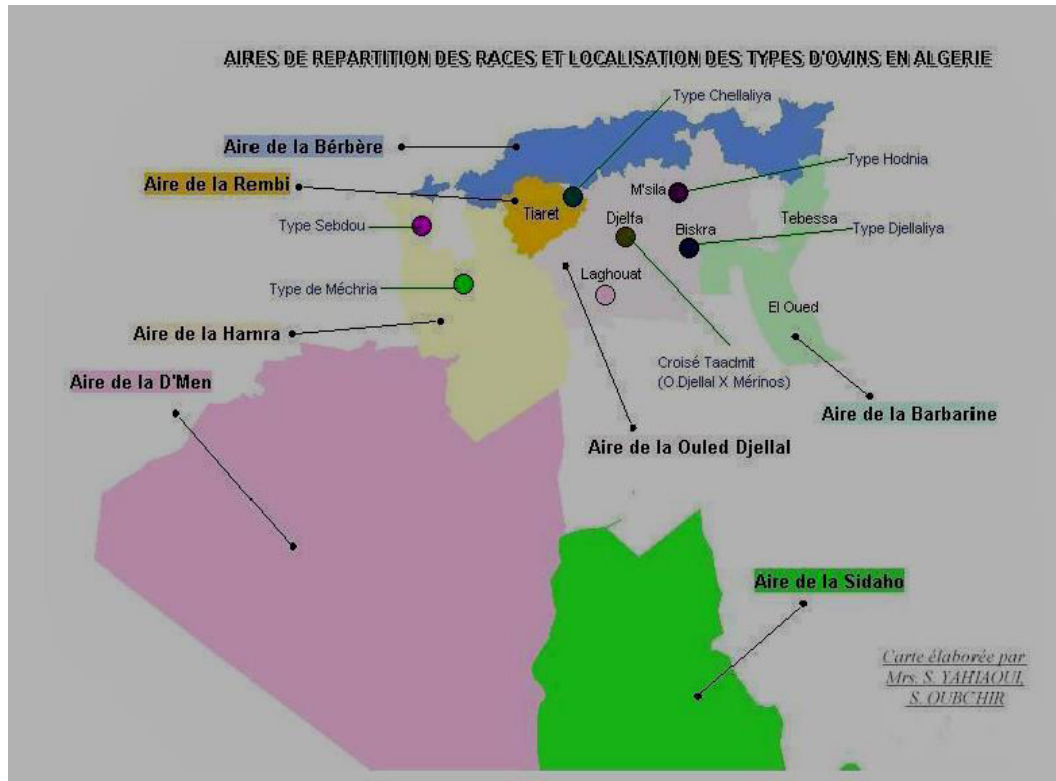 AIRES DE REPARTITION DES RACES ET LOCALISATION DES TYPES D'OVINS EN ALGERIE
Type Chellaliya
Aire de la Bérbère
Type Hodnia
Aire de la Rembi
M'sila
Tiaret
Djelfa
Tebessa
Type Sebdou
Biskra
Type Djellaliya
Laghouat
Type de Méchria
El Oued
Aire de la Hamra
Croisé Taadmit
(O.Djellal X Mérinos)
Aire de la D'Men
Aire de la Barbarine
Aire de la Ouled Djellal
Aire de la Sidaho
Carte élaborée par
Mrs. S. YAHIAOUI,
S. OUBCHIR